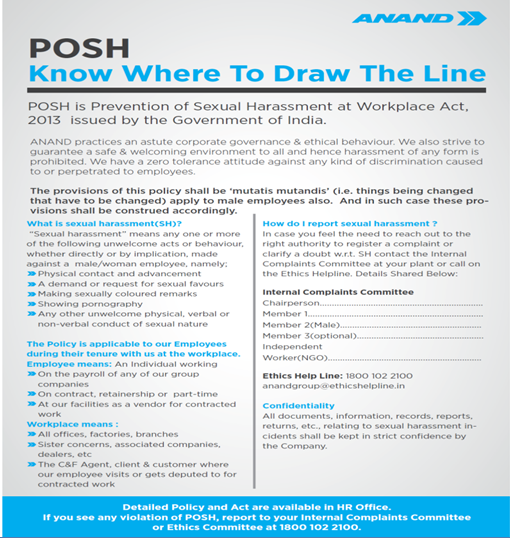 ANAND
POSH
Know Where To Draw The Line
POSH is Prevention of Sexual Harassment at Workplace Act,
2013 issued by the Government of India.
ANAND practices an astute corporate governance & ethical behaviour. We also strive to
guarantee a safe & welcoming environment to all and hence harassment of any form is
prohibited. We have a zero tolerance attitude against any kind of discrimination caused
to or perpetrated to employees.
The provisions of this policy shall be 'mutatis mutandis' (i.e. things being changed
that have to be changed) apply to male employees also. And in such case these pro-
visions shall be construed accordingly.
What is sexual harassment(SH)?
"Sexual harassment" means any one or more
of the following unwelcome acts or behaviour,
whether directly or by implication, made
against a male/woman employee, namely;
Physical contact and advancement
A demand or request for sexual favours
Making sexually coloured remarks
Showing pornography
Any other unwelcome physical, verbal or
non-verbal conduct of sexual nature
The Policy is applicable to our Employees
during their tenure with us at the workplace.
Employee means: An Individual working
On the payroll of any of our group
companies
On contract, retainership or part-time
At our facilities as a vendor for contracted
work
Workplace means :
All offices, factories, branches
Sister concerns, associated companies,
dealers, etc
The C&F Agent, client & customer where
our employee visits or gets deputed to for
contracted work
How do I report sexual harassment ?
In case you feel the need to reach out to the
right authority to register a complaint or
clarify a doubt w.r.t. SH contact the Internal
Complaints Committee at your plant or call on
the Ethics Helpline. Details Shared Below:
Internal Complaints Committee
Chairperson.....................................................
Member 1.........................................................
Member 2(Male)...............................................
Member 3(optional)..........................................
Independent
Worker(NGO)...................................................
Ethics Help Line: 1800 102 2100
anandgroup@ethicshelpline.in
Confidentiality
All documents, information, records, reports,
returns, etc., relating to sexual harassment in-
cidents shall be kept in strict confidence by
the Company.
Detailed Policy and Act are available in HR Office.
If you see any violation of POSH, report to your Internal Complaints Committee
or Ethics Committee at 1800 102 2100.